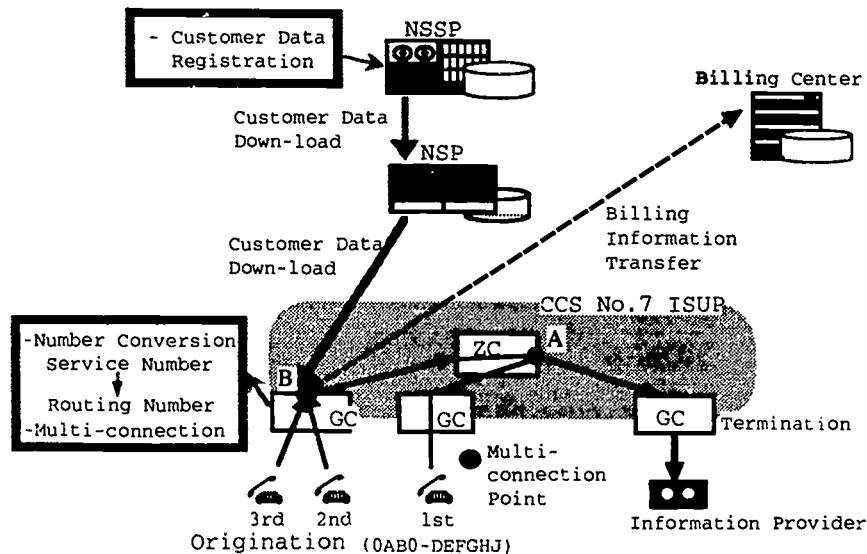 NSSP
- Customer Data
Registration
Billing Center
Customer Data
Down-load
NSP
Customer Data
Down-load
Billing
Information
Transfer
CCS No.7 ISUP
-Number Conversion
Service Number
Routing Number
-Multi-connection
ZC
A
B
GC
GC
GC
Termination
Multi-
connection
Point
3rd
2nd
1st
Information Provider
Origination (0AB0-DEFGHJ)